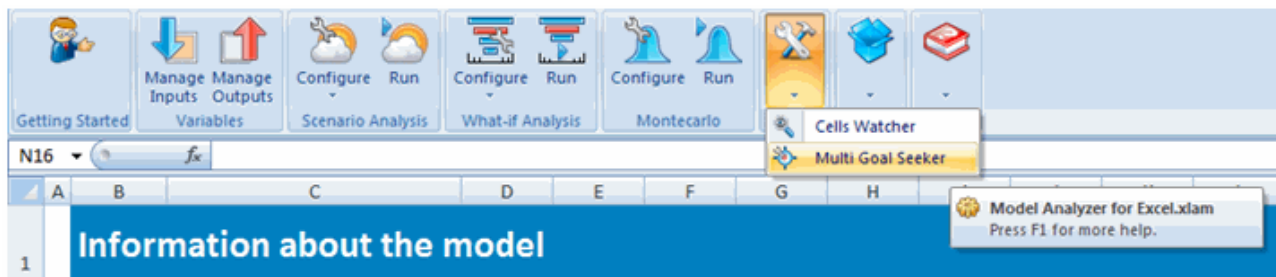 Manage Inputs
Manage Outputs
Configure
Run
Configure
Run
Configure
Run
Getting Started
Variables
Scenario Analysis
What-if Analysis
Montecarlo
Cells Watcher
Multi Goal Seeker
N16
fx
A B C D E F G H
Model Analyzer for Excel.xlam
Press F1 for more help.
1
Information about the model